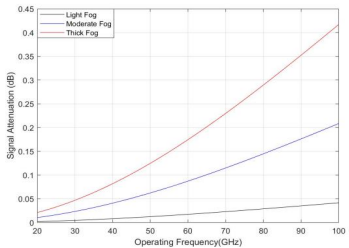 0.45
0.4
0.35
0.3
0.25
0.2
0.15
0.1
0.05
0
Signal Attenuation (dB)
Light Fog
Moderate Fog
Thick Fog
20 30 40 50 60 70 80 90 100
Operating Frequency(GHz)